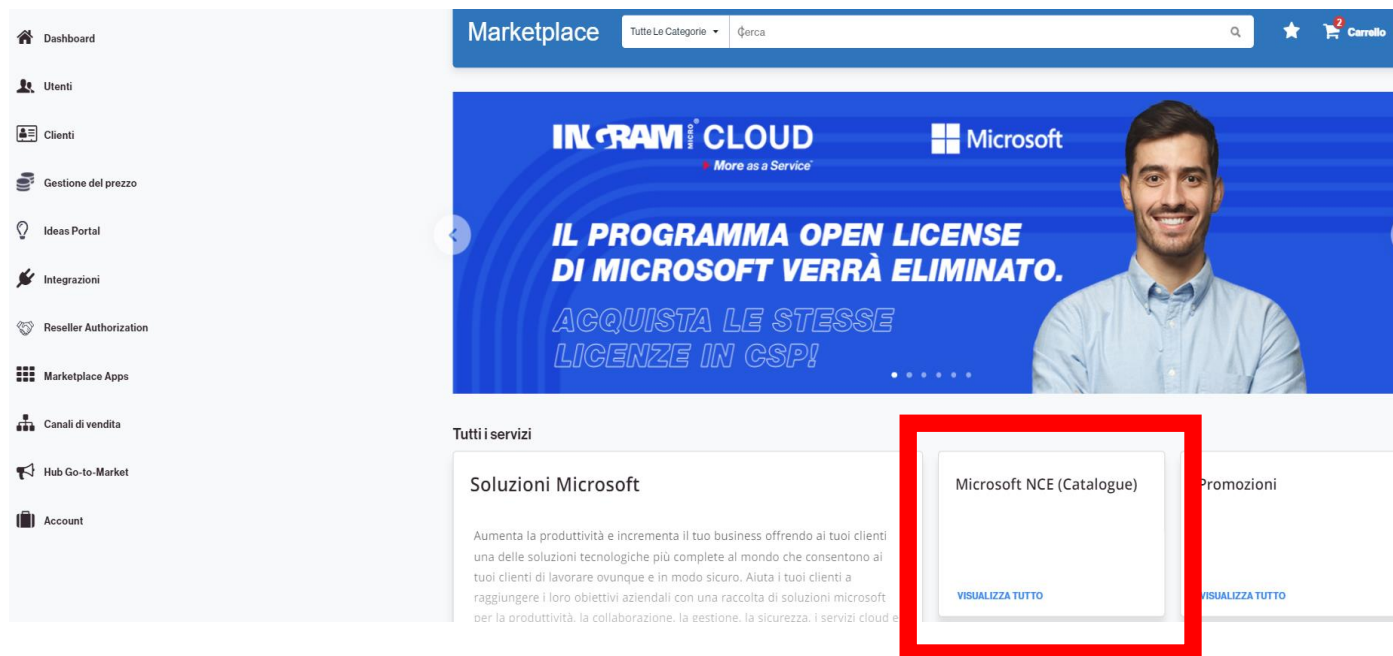 Dashboard
Utenti
Clienti
Gestione del prezzo
Ideas Portal
Integrazioni
Reseller Authorization
Marketplace Apps
Canali di vendita
Hub Go-to-Market
Account
Marketplace
Tutte Le Categorie
Cerca
2
Carrello
INGRAM MICRO® CLOUD
More as a Service™
Microsoft
IL PROGRAMMA OPEN LICENSE
DI MICROSOFT VERRÀ ELIMINATO.
ACQUISTA LE STESSE
LICENZE IN CSP!
Tutti i servizi
Soluzioni Microsoft
Aumenta la produttività e incrementa il tuo business offrendo ai tuoi clienti
una delle soluzioni tecnologiche più complete al mondo che consentono ai
tuoi clienti di lavorare ovunque e in modo sicuro. Aiuta i tuoi clienti a
raggiungere i loro obiettivi aziendali con una raccolta di soluzioni microsoft
per la produttività, la collaborazione, la gestione, la sicurezza, i servizi cloud e
Microsoft NCE (Catalogue)
VISUALIZZA TUTTO
Promozioni
VISUALIZZA TUTTO